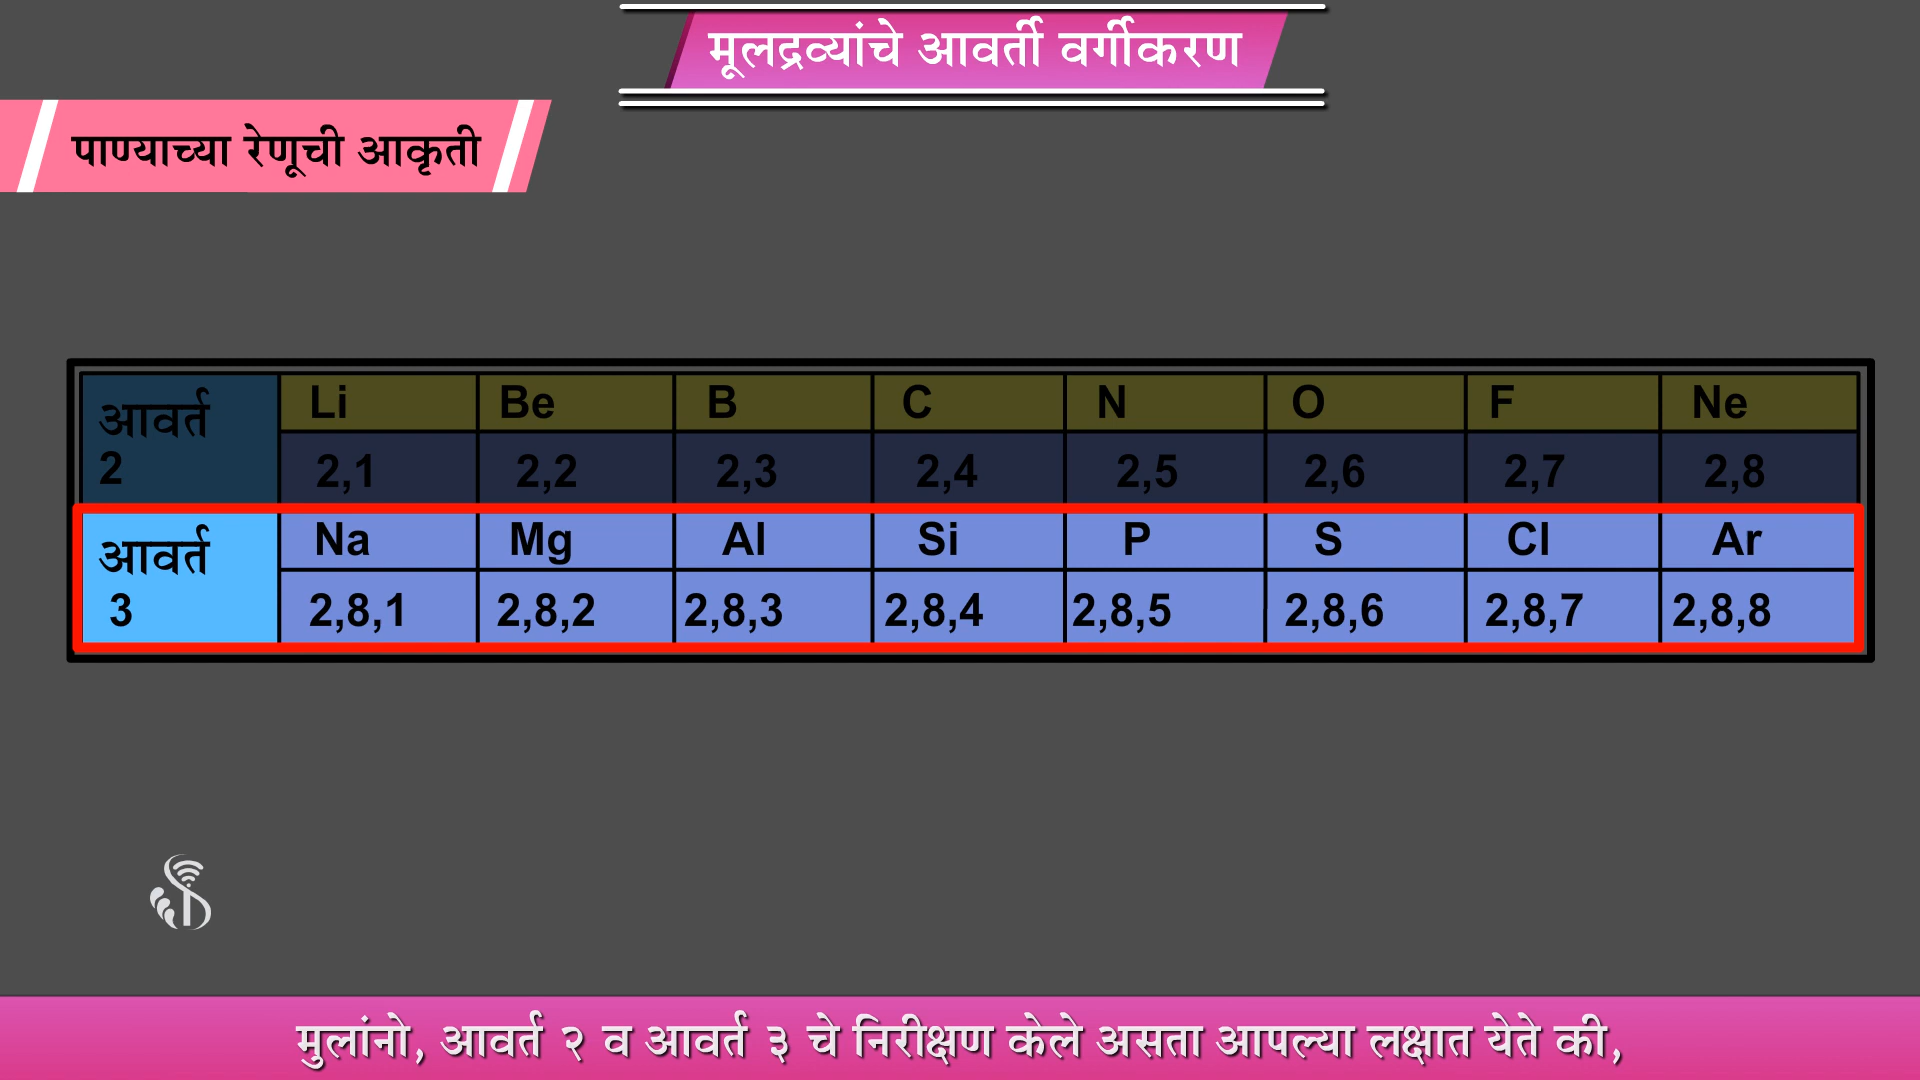 मूलद्रव्यांचे आवर्ती वर्गीकरण
पाण्याच्या रेणूची आकृती
आवर्त 2 Li Be B C N O F Ne
2,1 2,2 2,3 2,4 2,5 2,6 2,7 2,8
आवर्त 3 Na Mg Al Si P S Cl Ar
2,8,1 2,8,2 2,8,3 2,8,4 2,8,5 2,8,6 2,8,7 2,8,8
मुलांनो, आवर्त २ व आवर्त ३ चे निरीक्षण केले असता आपल्या लक्षात येते की,